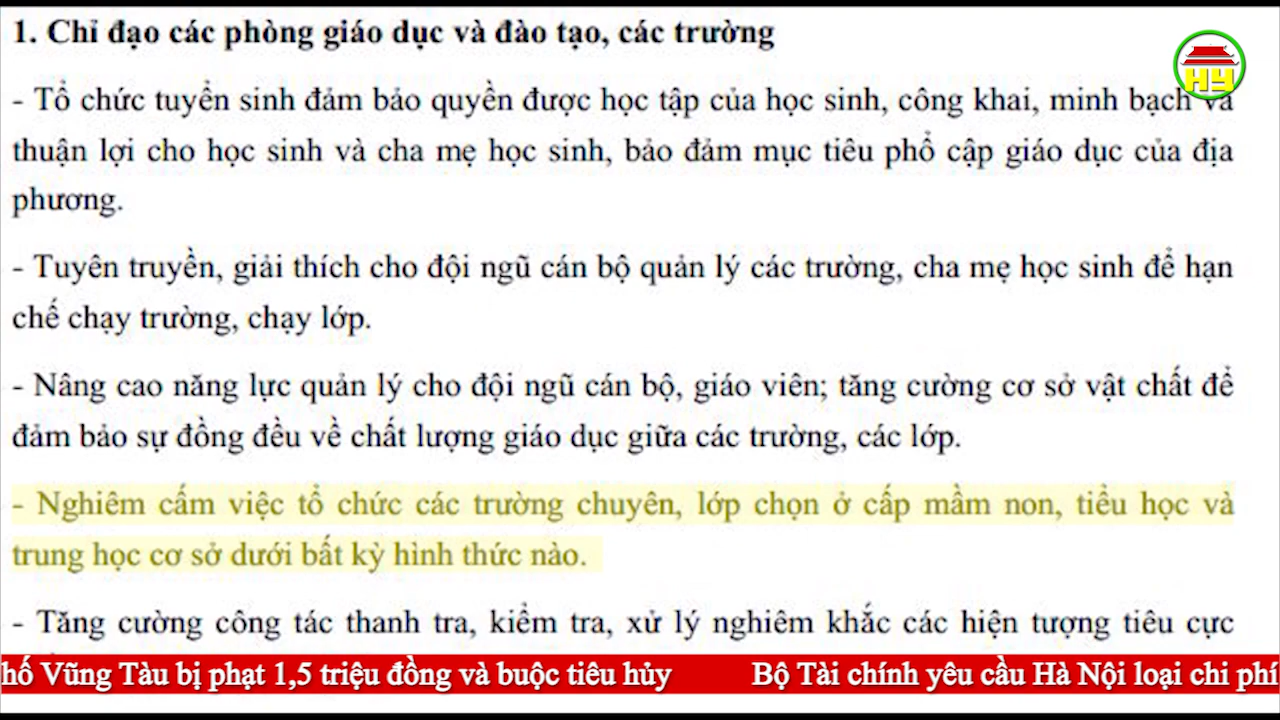 1. Chỉ đạo các phòng giáo dục và đào tạo, các trường
- Tổ chức tuyển sinh đảm bảo quyền được học tập của học sinh, công khai, minh bạch và
thuận lợi cho học sinh và cha mẹ học sinh, bảo đảm mục tiêu phổ cập giáo dục của địa
phương.
- Tuyên truyền, giải thích cho đội ngũ cán bộ quản lý các trường, cha mẹ học sinh để hạn
chế chạy trường, chạy lớp.
- Nâng cao năng lực quản lý cho đội ngũ cán bộ, giáo viên; tăng cường cơ sở vật chất để
đảm bảo sự đồng đều về chất lượng giáo dục giữa các trường, các lớp.
- Nghiêm cấm việc tổ chức các trường chuyên, lớp chọn ở cấp mầm non, tiểu học và
trung học cơ sở dưới bất kỳ hình thức nào.
- Tăng cường công tác thanh tra, kiểm tra, xử lý nghiêm khắc các hiện tượng tiêu cực
hố Vũng Tàu bị phạt 1,5 triệu đồng và buộc tiêu hủy Bộ Tài chính yêu cầu Hà Nội loại chi phí
HY